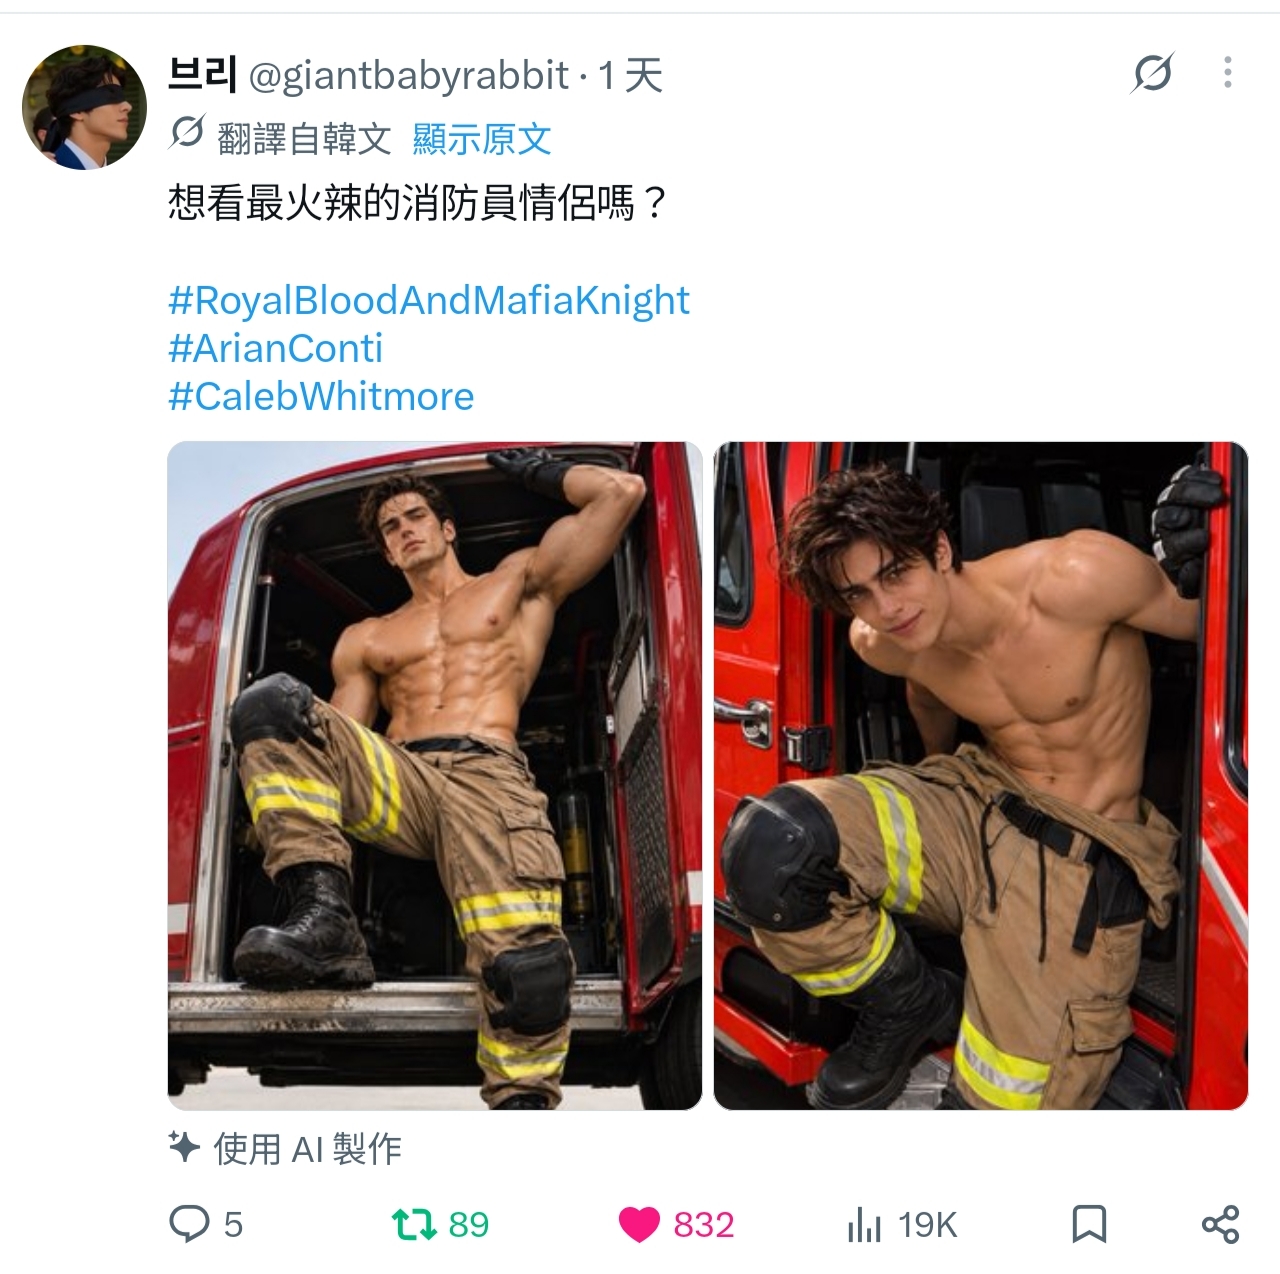 브리 @giantbabyrabbit · 1 天
翻譯自韓文 顯示原文
想看最火辣的消防員情侶嗎？
#RoyalBloodAndMafiaKnight
#ArianConti
#CalebWhitmore
使用 AI 製作
5 89 832 19K